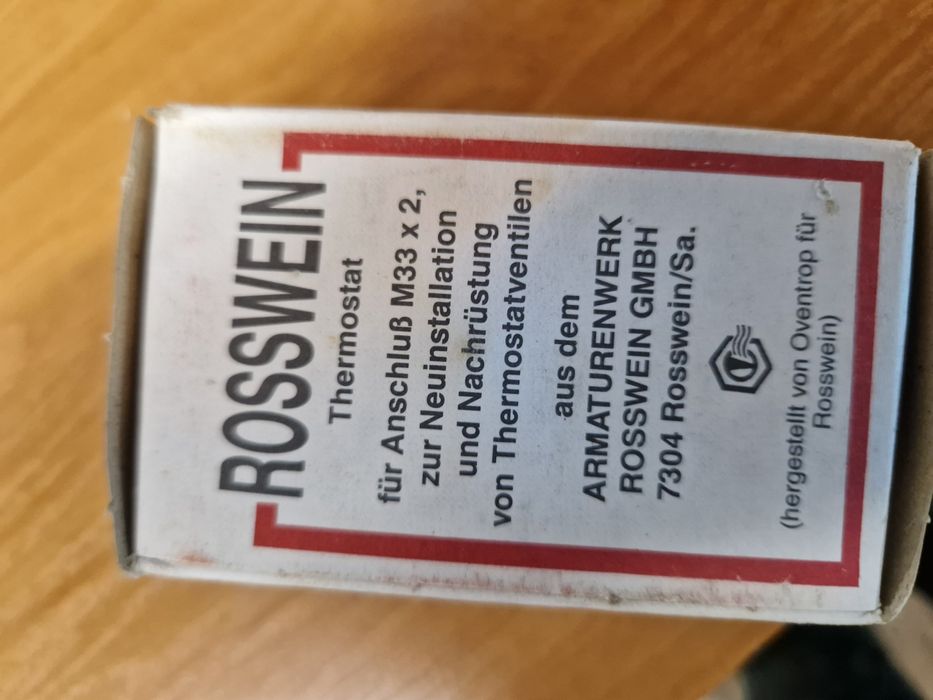 ROSSWEIN
Thermostat
für Anschluß M33 x 2,
zur Neuinstallation
und Nachrüstung
von Thermostatventilen
aus dem
ARMATURENWERK
ROSSWEIN GMBH
7304 Rosswein/Sa.
(hergestellt von Oventrop für
Rosswein)